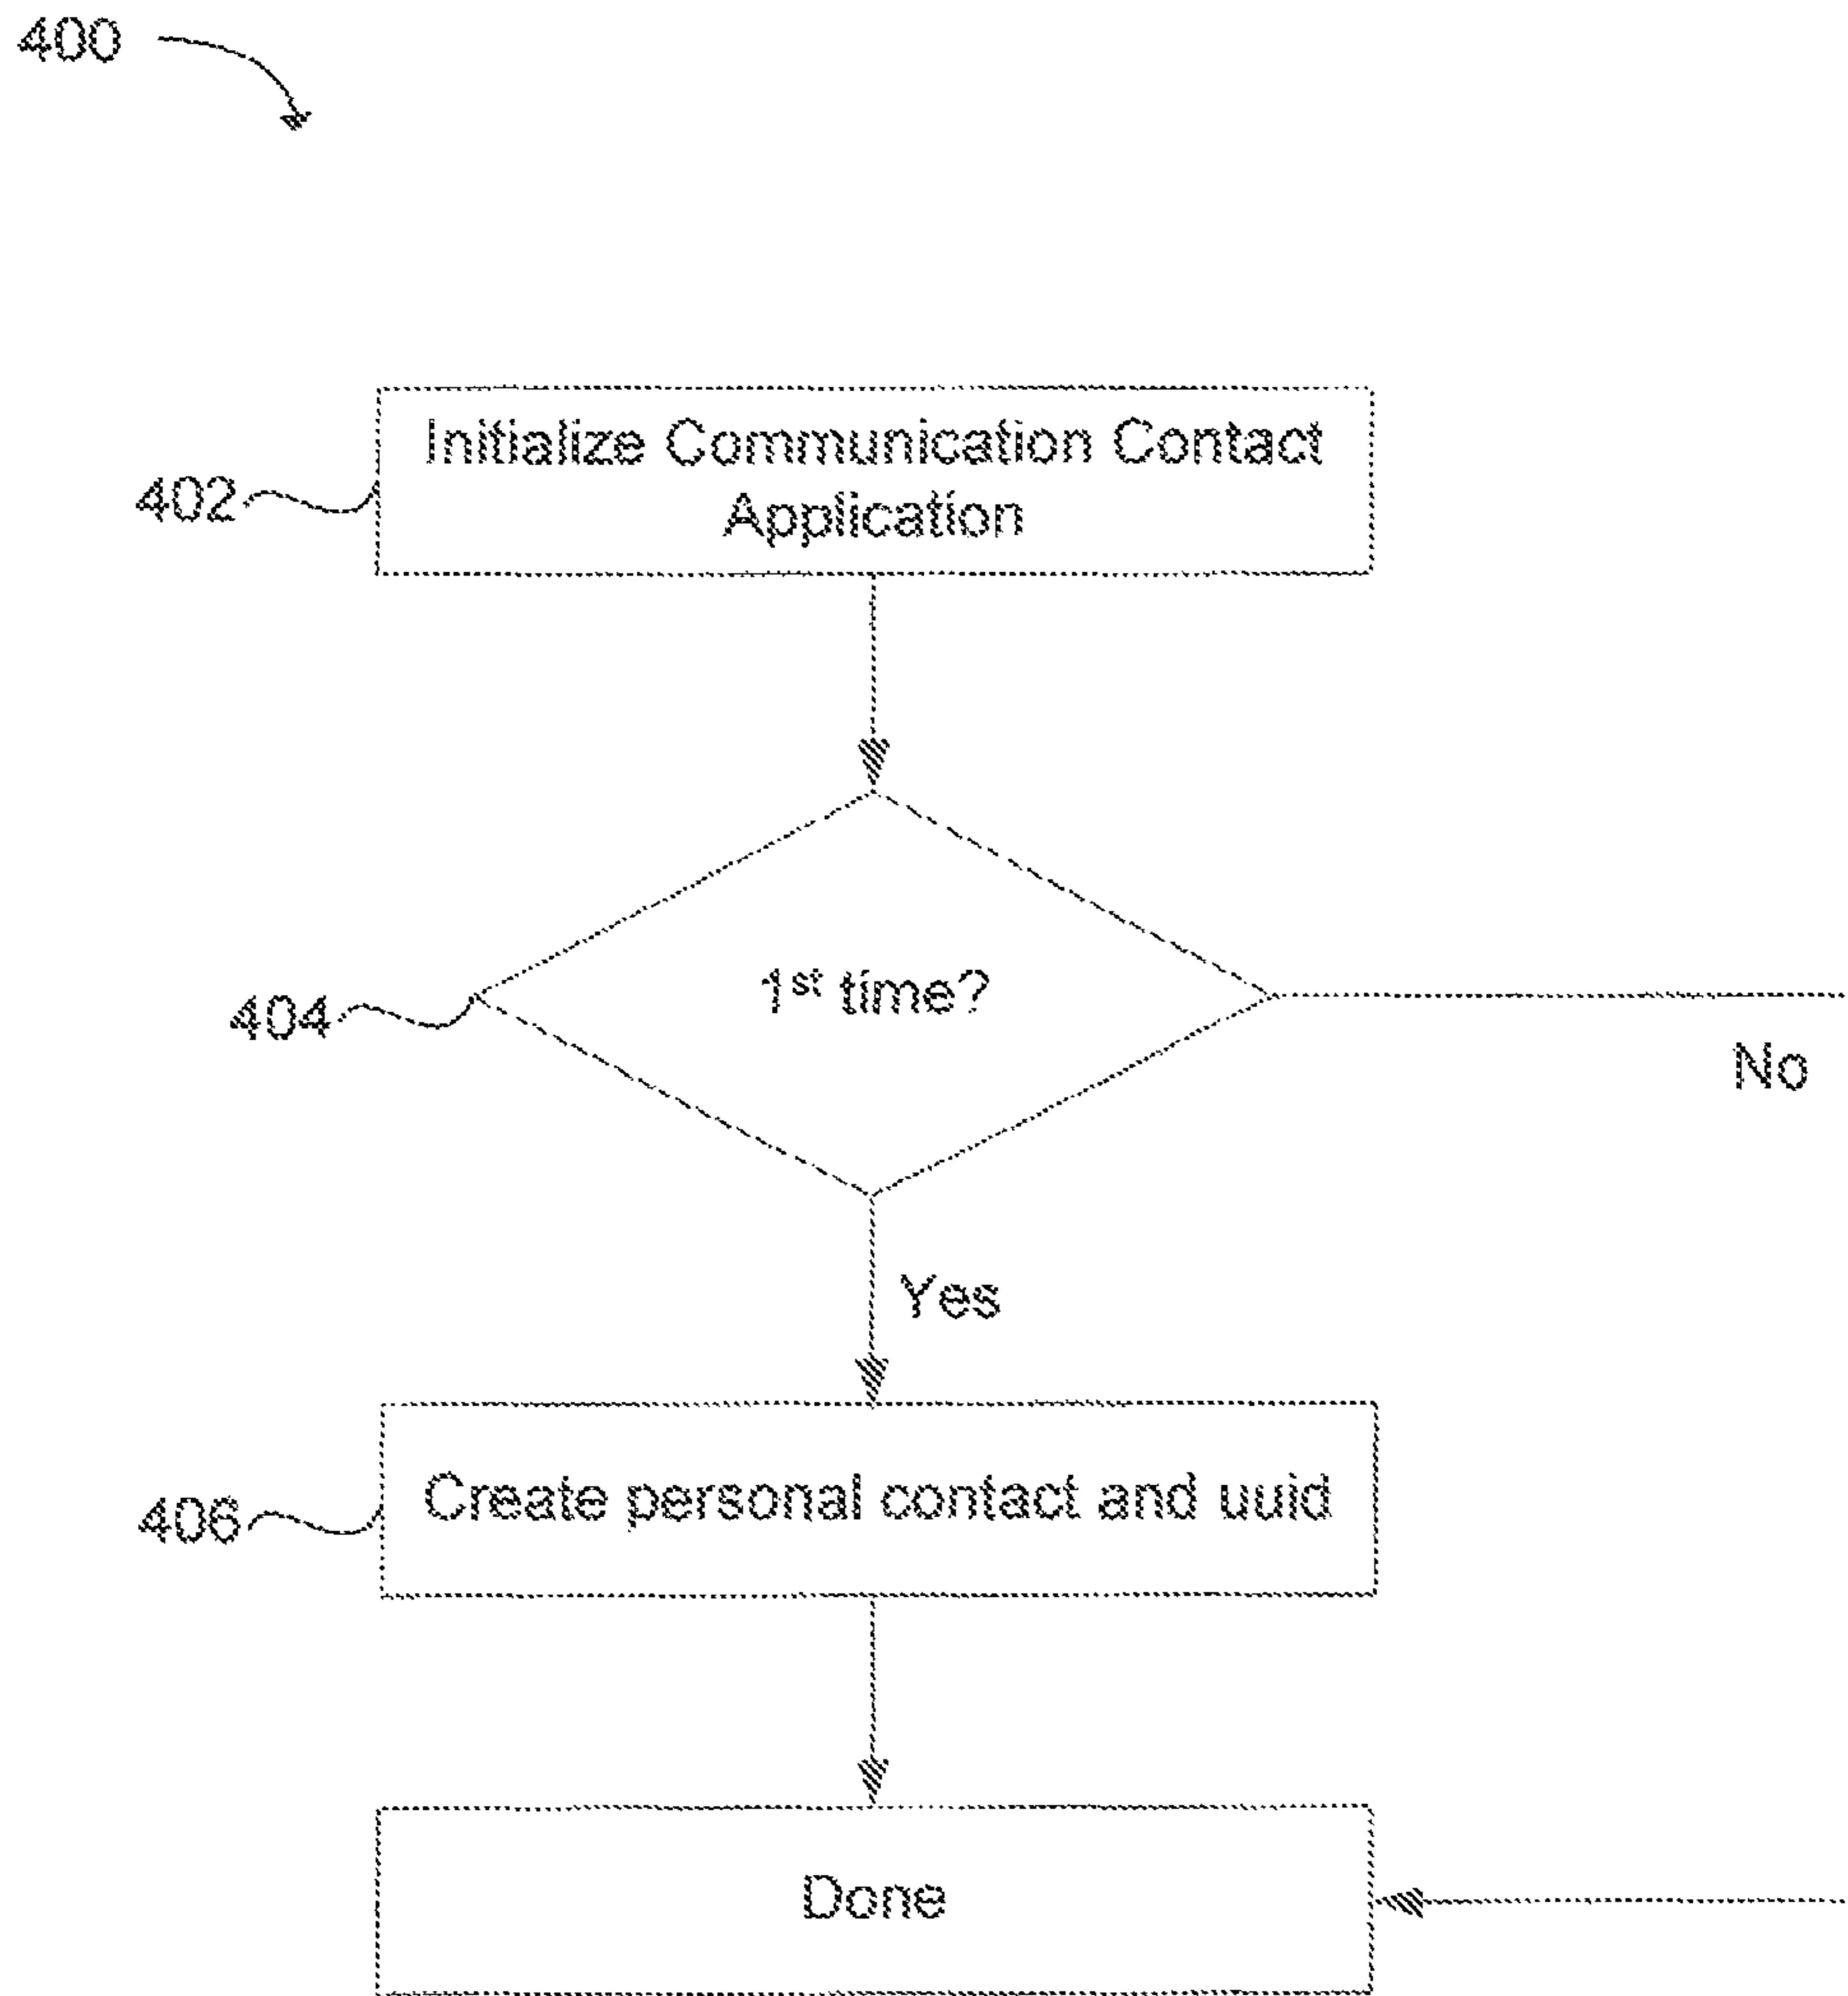 400
Initialize Communication Contact
Application
402
1st time?
404
No
Yes
Create personal contact and uuid
406
Done